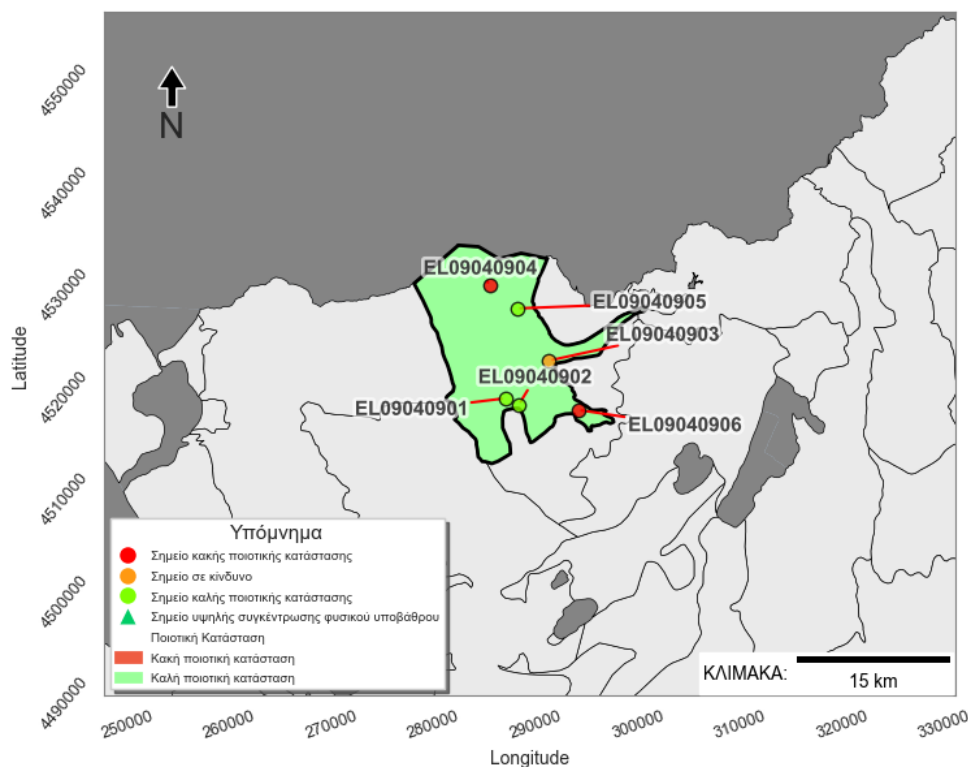 4550000
4540000
4530000
4520000
4510000
4500000
4490000
Latitude
N
EL09040904
EL09040905
EL09040903
EL09040902
EL09040901
EL09040906
Υπόμνημα
Σημείο κακής ποιοτικής κατάστασης
Σημείο σε κίνδυνο
Σημείο καλής ποιοτικής κατάστασης
Σημείο υψηλής συγκέντρωσης φυσικού υποβάθρου
Ποιοτική Κατάσταση
Κακή ποιοτική κατάσταση
Καλή ποιοτική κατάσταση
ΚΛΙΜΑΚΑ:
15 km
250000
260000
270000
280000
290000
300000
310000
320000
330000
Longitude